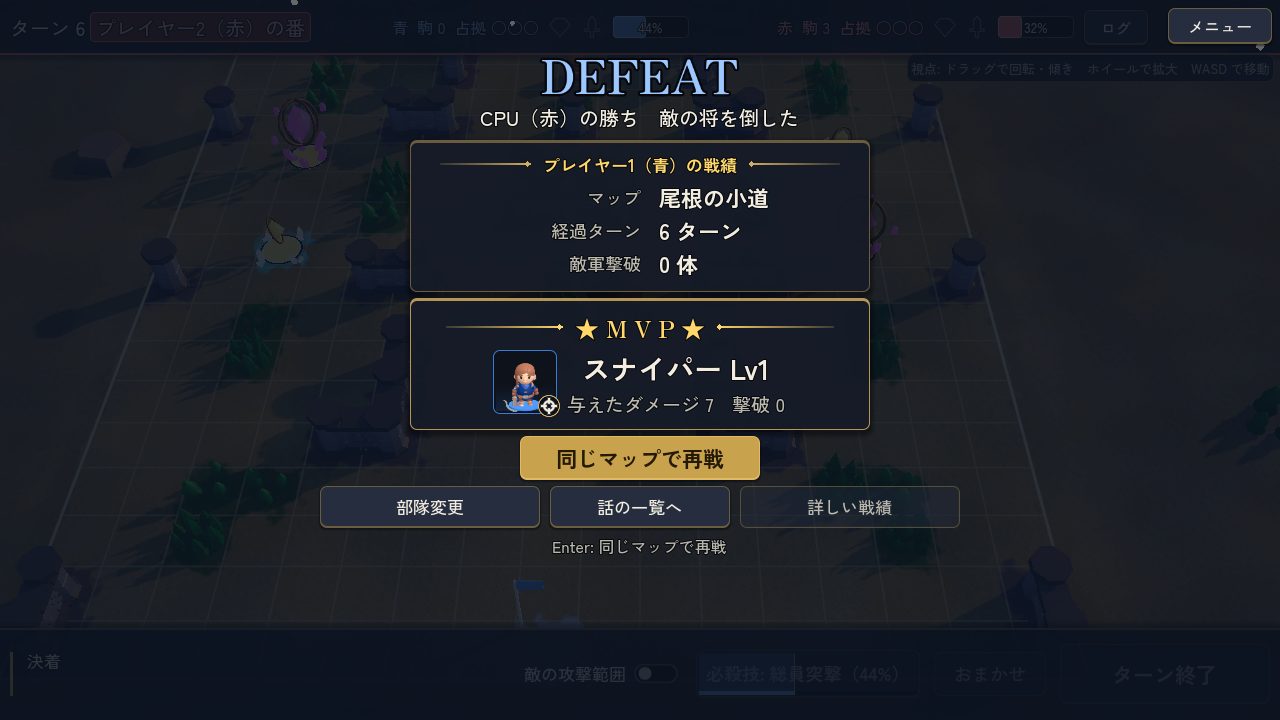 ターン 6 プレイヤー2（赤）の番 青 駒 0 占拠 〇〇〇 44% 赤 駒 3 占拠 〇〇〇 32% ログ メニュー
視点: ドラッグで回転・傾き ホイールで拡大 WASD で移動
DEFEAT
CPU（赤）の勝ち 敵の将を倒した
プレイヤー1（青）の戦績
マップ 尾根の小道
経過ターン 6 ターン
敵軍撃破 0 体
★ M V P ★
スナイパー Lv1
与えたダメージ 7 撃破 0
同じマップで再戦
部隊変更 話の一覧へ 詳しい戦績
Enter: 同じマップで再戦
決着
敵の攻撃範囲 必殺技: 総員突撃（44%） おまかせ ターン終了